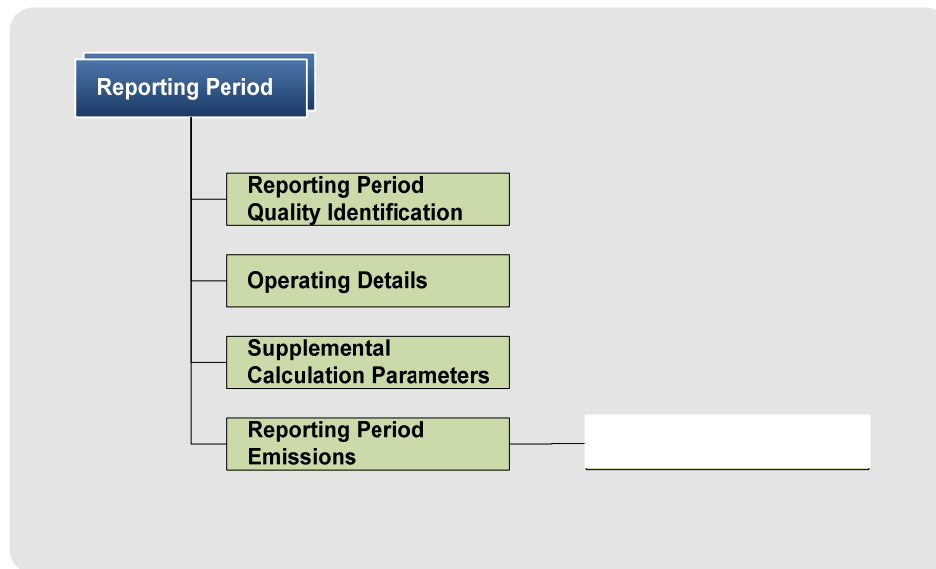 Reporting Period
Reporting Period
Quality Identification
Operating Details
Supplemental
Calculation Parameters
Reporting Period
Emissions